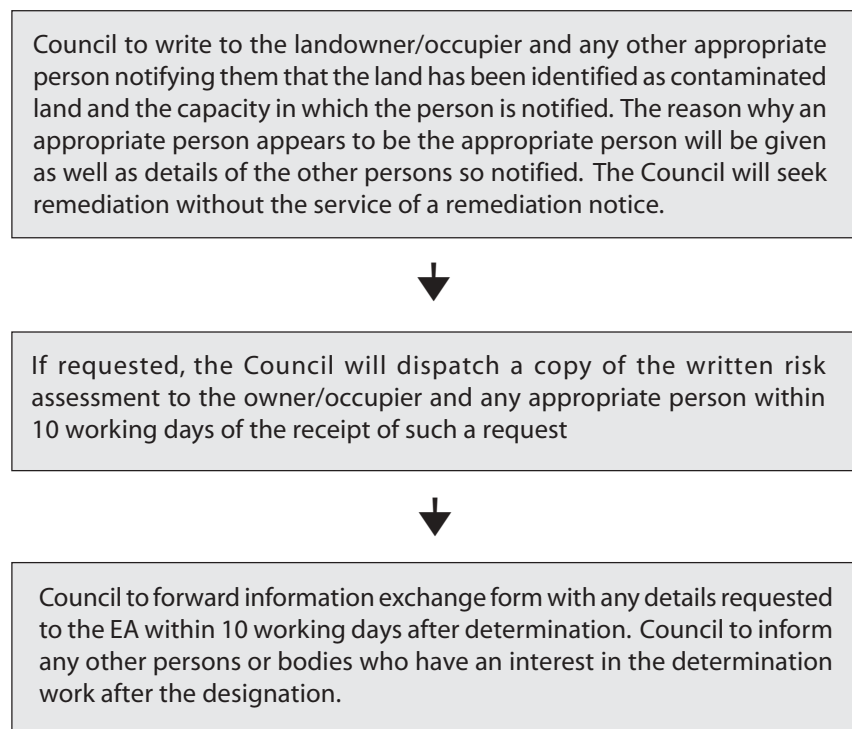 Council to write to the landowner/occupier and any other appropriate
person notifying them that the land has been identified as contaminated
land and the capacity in which the person is notified. The reason why an
appropriate person appears to be the appropriate person will be given
as well as details of the other persons so notified. The Council will seek
remediation without the service of a remediation notice.
If requested, the Council will dispatch a copy of the written risk
assessment to the owner/occupier and any appropriate person within
10 working days of the receipt of such a request
Council to forward information exchange form with any details requested
to the EA within 10 working days after determination. Council to inform
any other persons or bodies who have an interest in the determination
work after the designation.